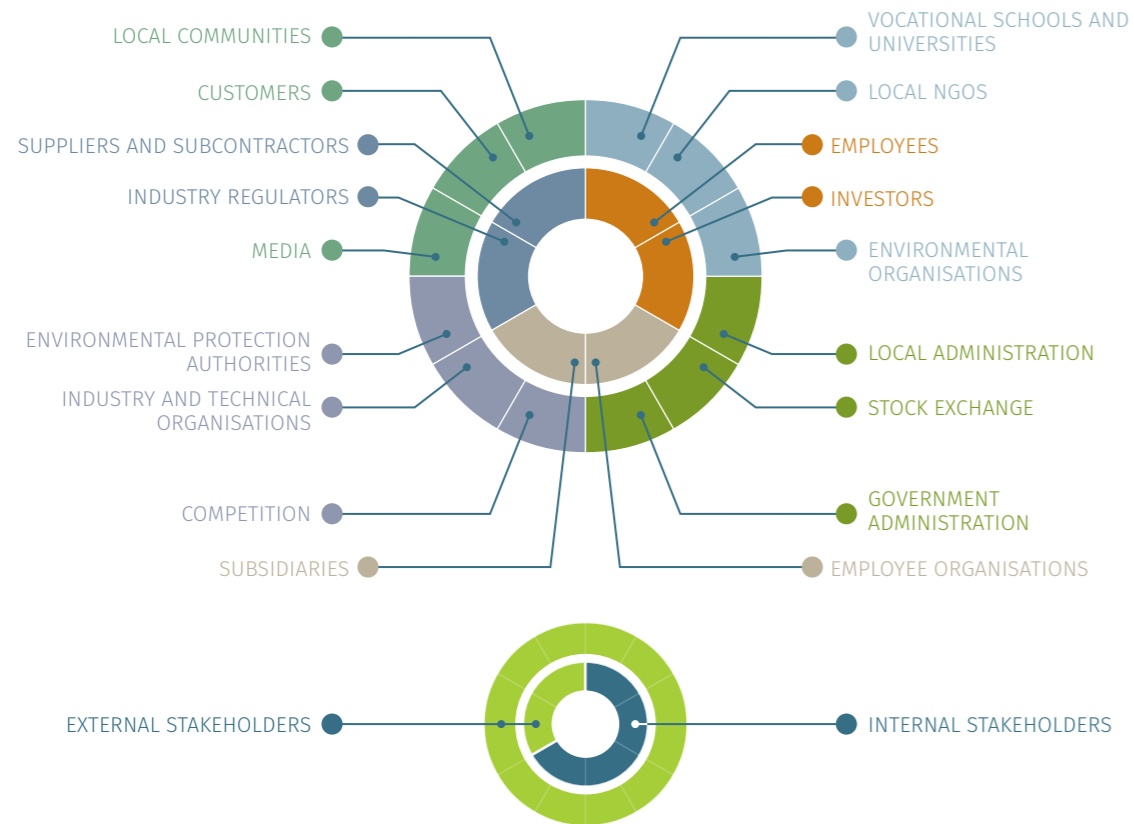 LOCAL COMMUNITIES
CUSTOMERS
SUPPLIERS AND SUBCONTRACTORS
INDUSTRY REGULATORS
MEDIA
ENVIRONMENTAL PROTECTION
AUTHORITIES
INDUSTRY AND TECHNICAL
ORGANISATIONS
COMPETITION
SUBSIDIARIES
VOCATIONAL SCHOOLS AND
UNIVERSITIES
LOCAL NGOS
EMPLOYEES
INVESTORS
ENVIRONMENTAL
ORGANISATIONS
LOCAL ADMINISTRATION
STOCK EXCHANGE
GOVERNMENT
ADMINISTRATION
EMPLOYEE ORGANISATIONS
EXTERNAL STAKEHOLDERS
INTERNAL STAKEHOLDERS